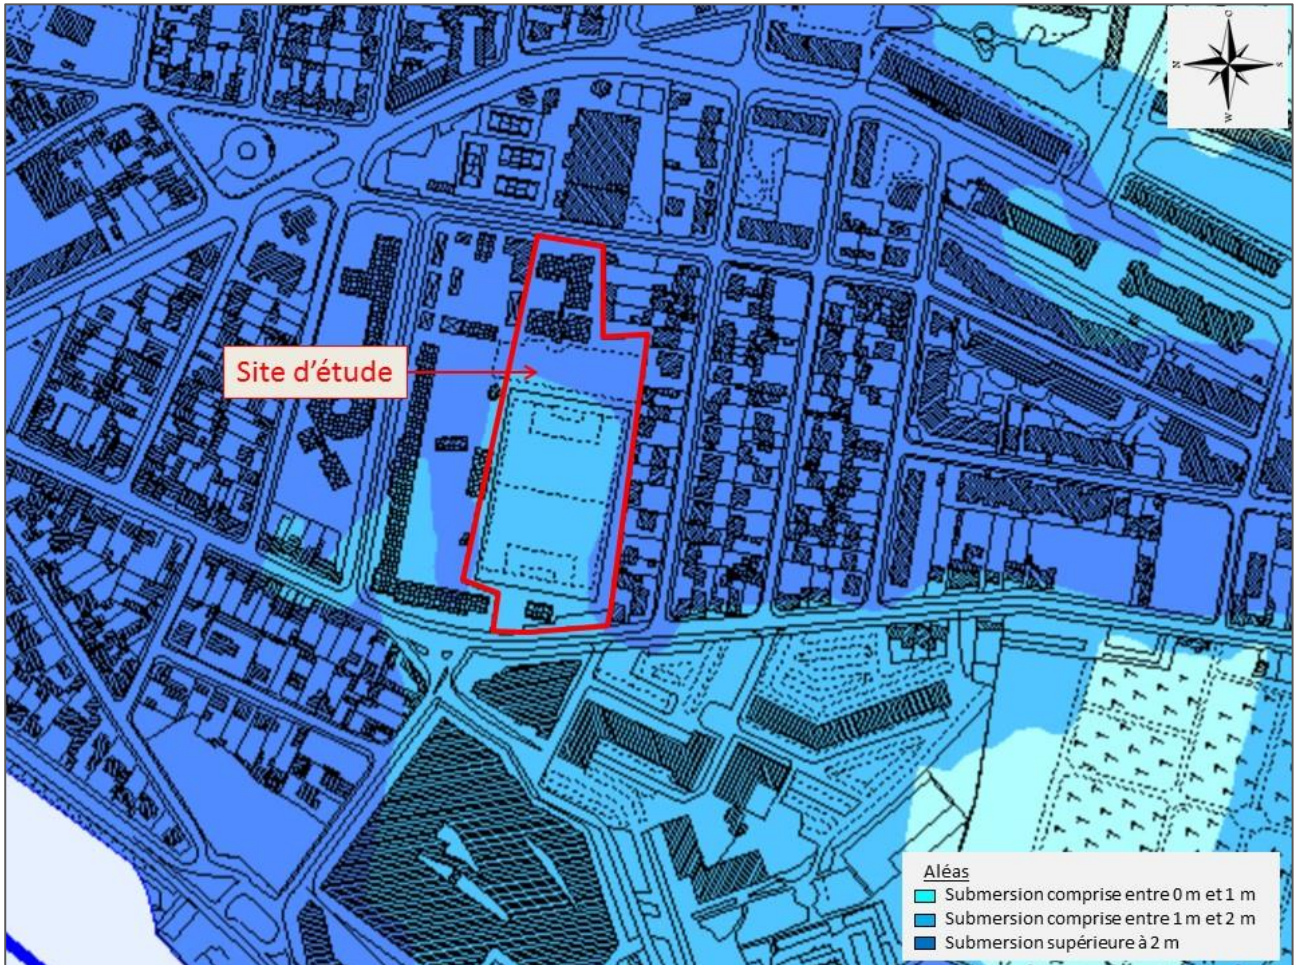 O
N
S
W
Site d'étude
Aléas
Submersion comprise entre 0 m et 1 m
Submersion comprise entre 1 m et 2 m
Submersion supérieure à 2 m